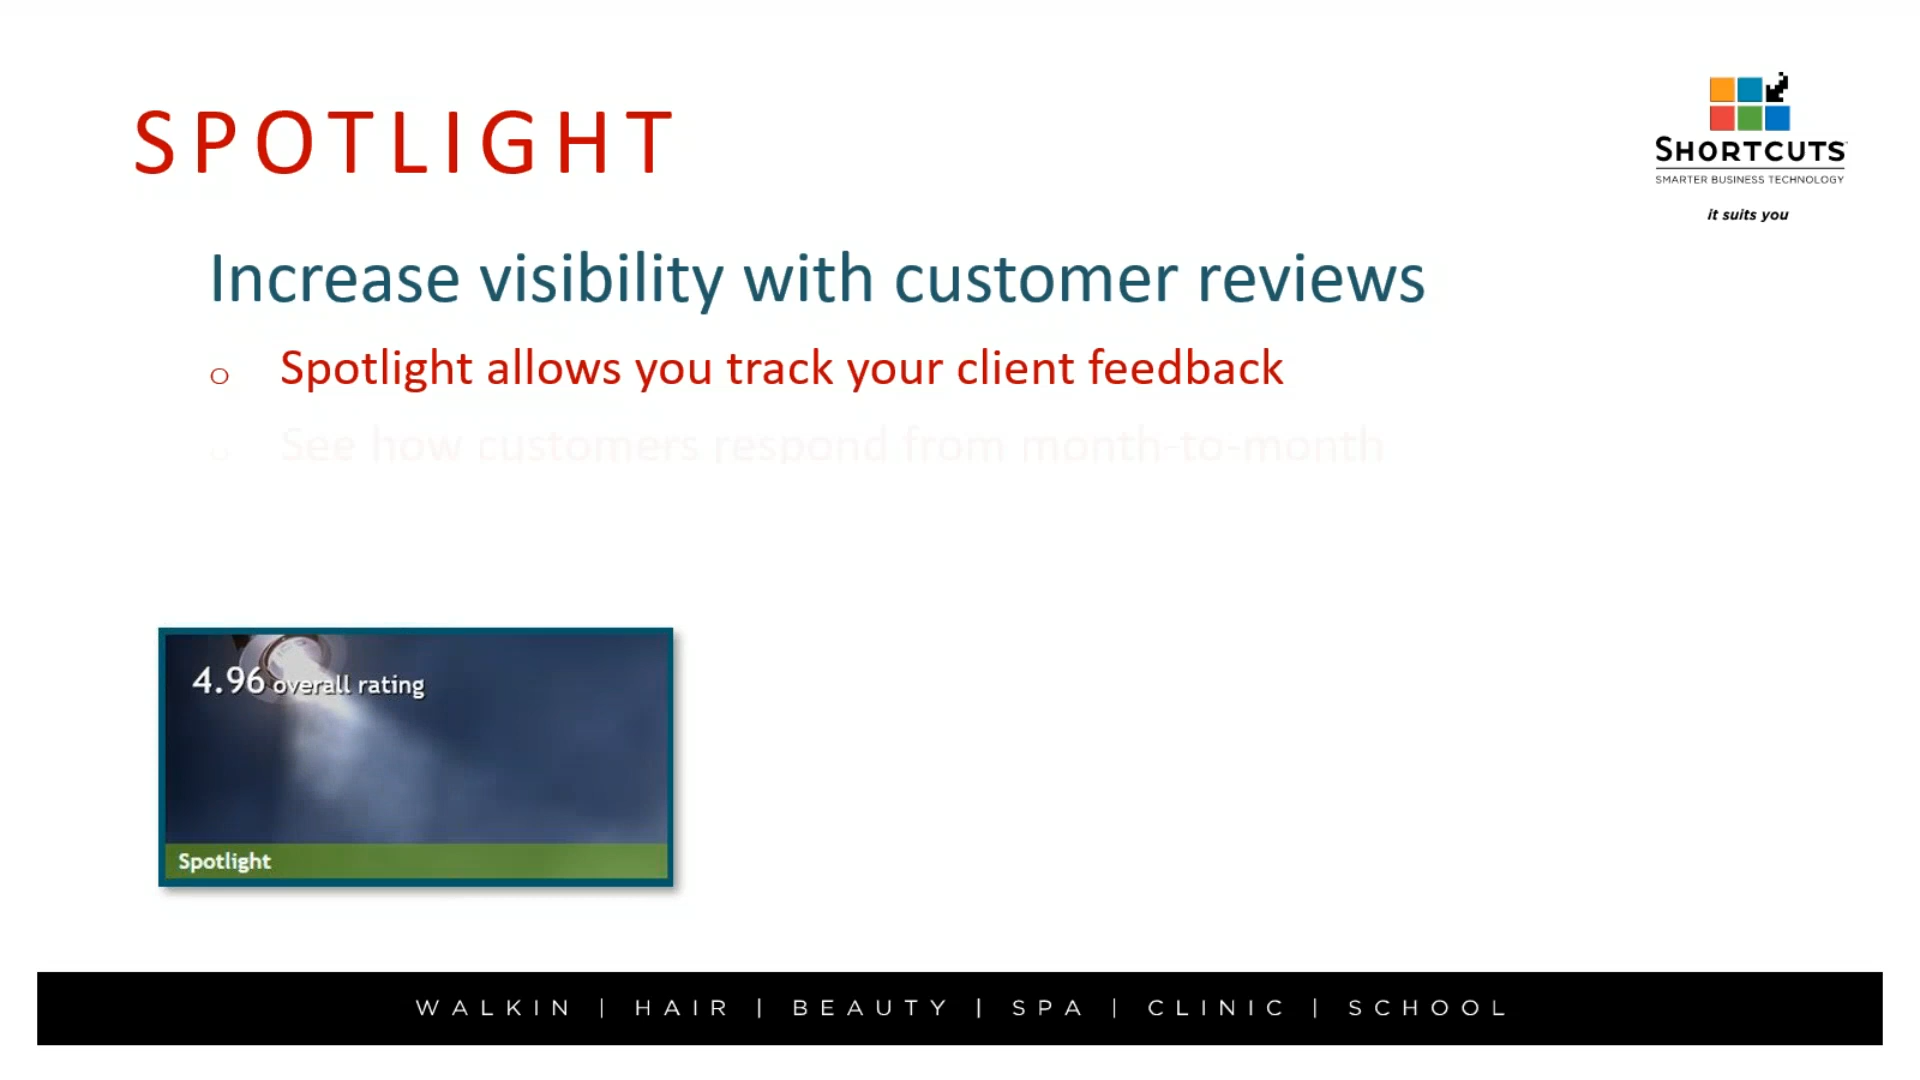 SPOTLIGHT
SHORTCUTS
SMARTER BUSINESS TECHNOLOGY
it suits you
Increase visibility with customer reviews
o Spotlight allows you track your client feedback
o See how customers respond from month-to-month
4.96 overall rating
Spotlight
WALKIN | HAIR | BEAUTY | SPA | CLINIC | SCHOOL